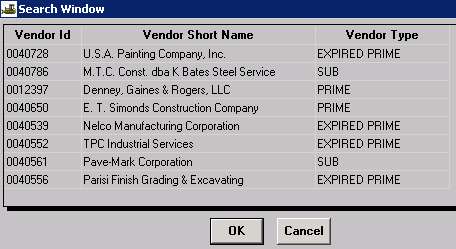 Search Window
Vendor Id Vendor Short Name Vendor Type
0040728 U.S.A. Painting Company, Inc. EXPIRED PRIME
0040786 M.T.C. Const. dba K Bates Steel Service SUB
0012397 Denney, Gaines & Rogers, LLC PRIME
0040650 E. T. Simonds Construction Company PRIME
0040539 Nelco Manufacturing Corporation EXPIRED PRIME
0040552 TPC Industrial Services EXPIRED PRIME
0040561 Pave-Mark Corporation SUB
0040556 Parisi Finish Grading & Excavating EXPIRED PRIME
OK Cancel